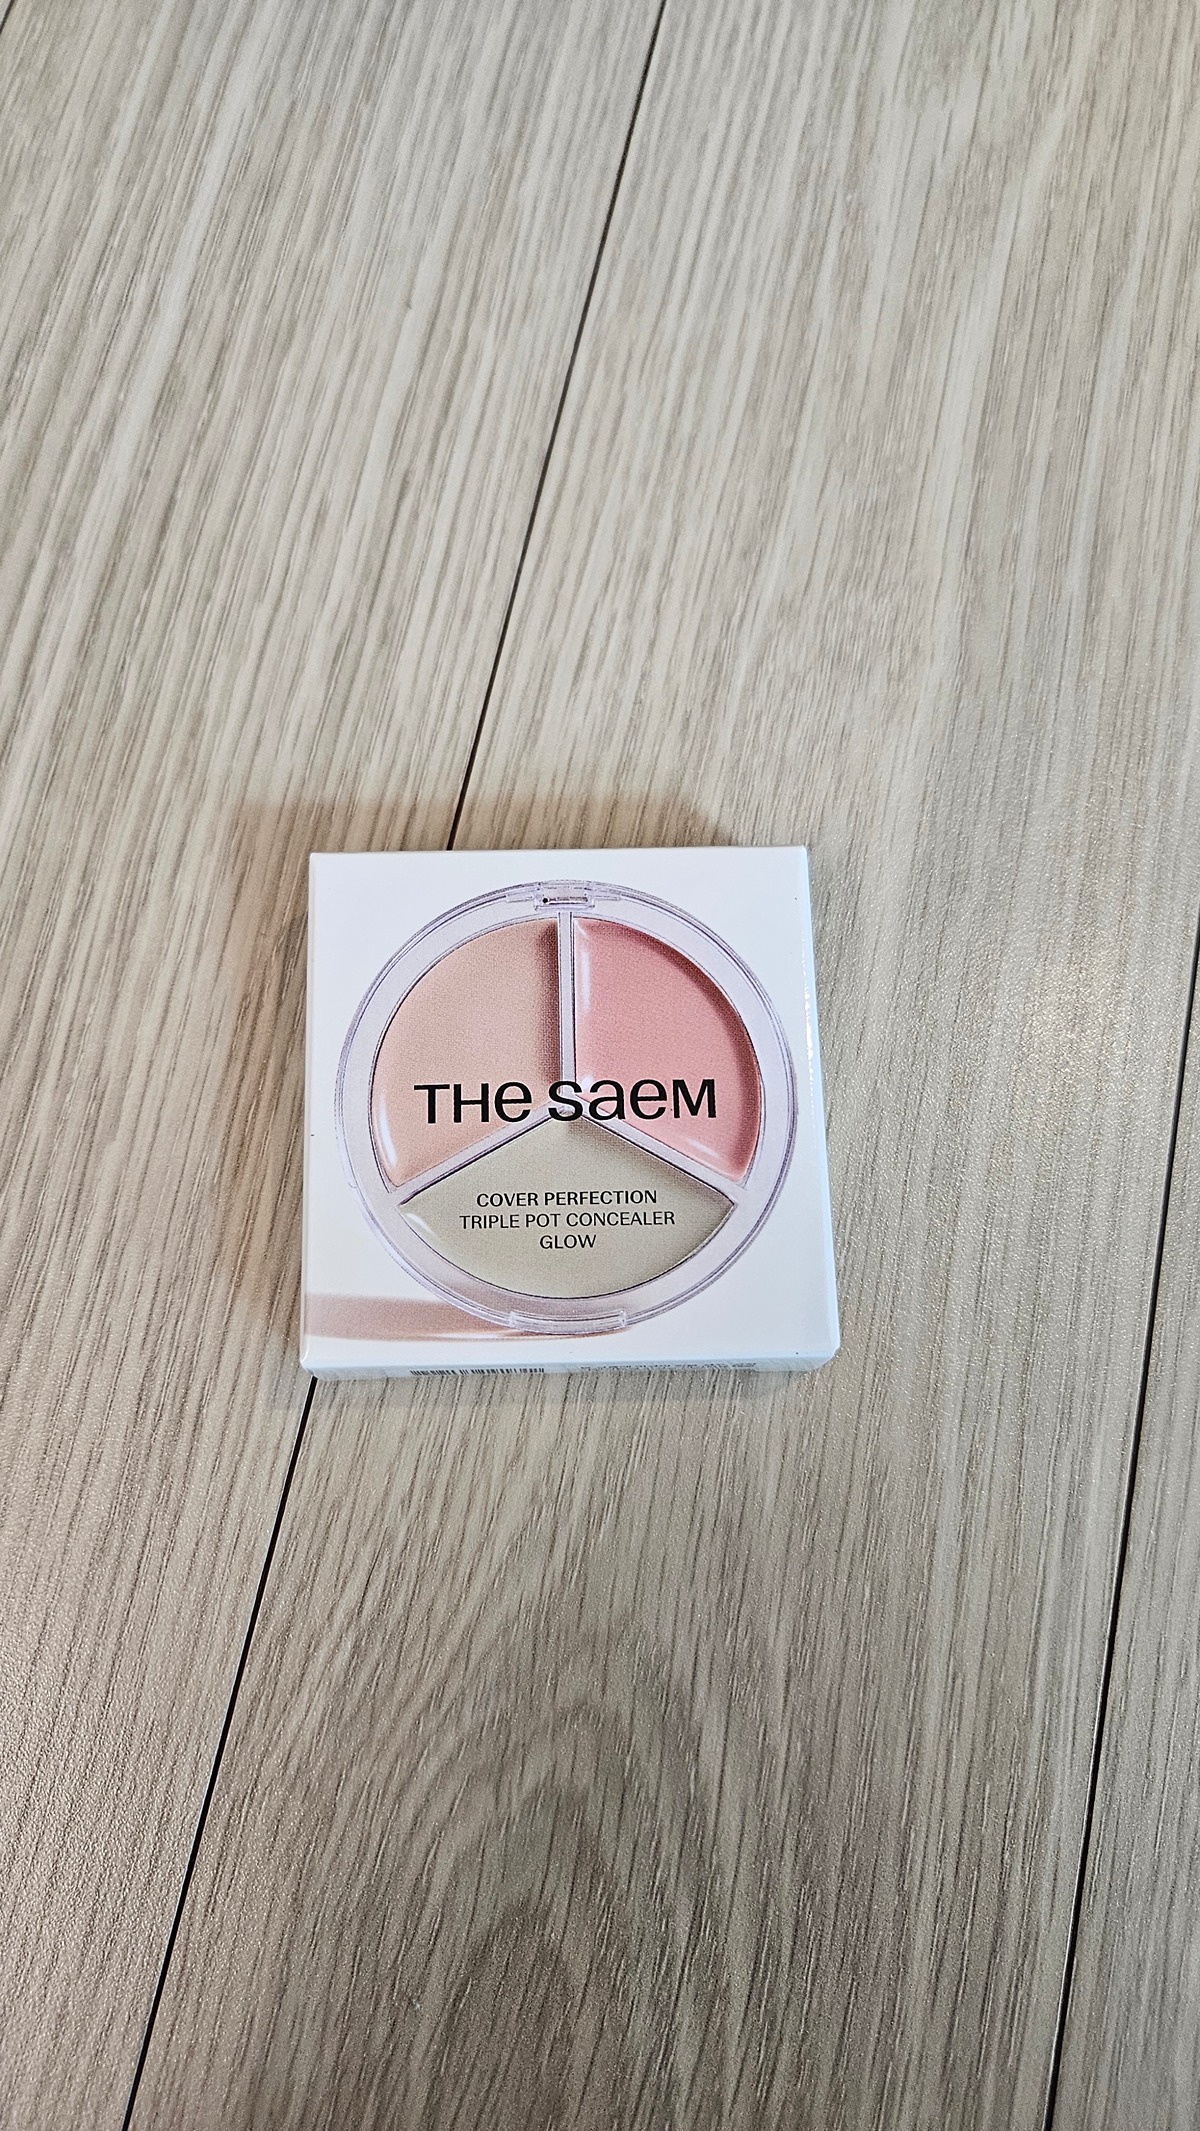 THE SAEM
COVER PERFECTION
TRIPLE POT CONCEALER
GLOW